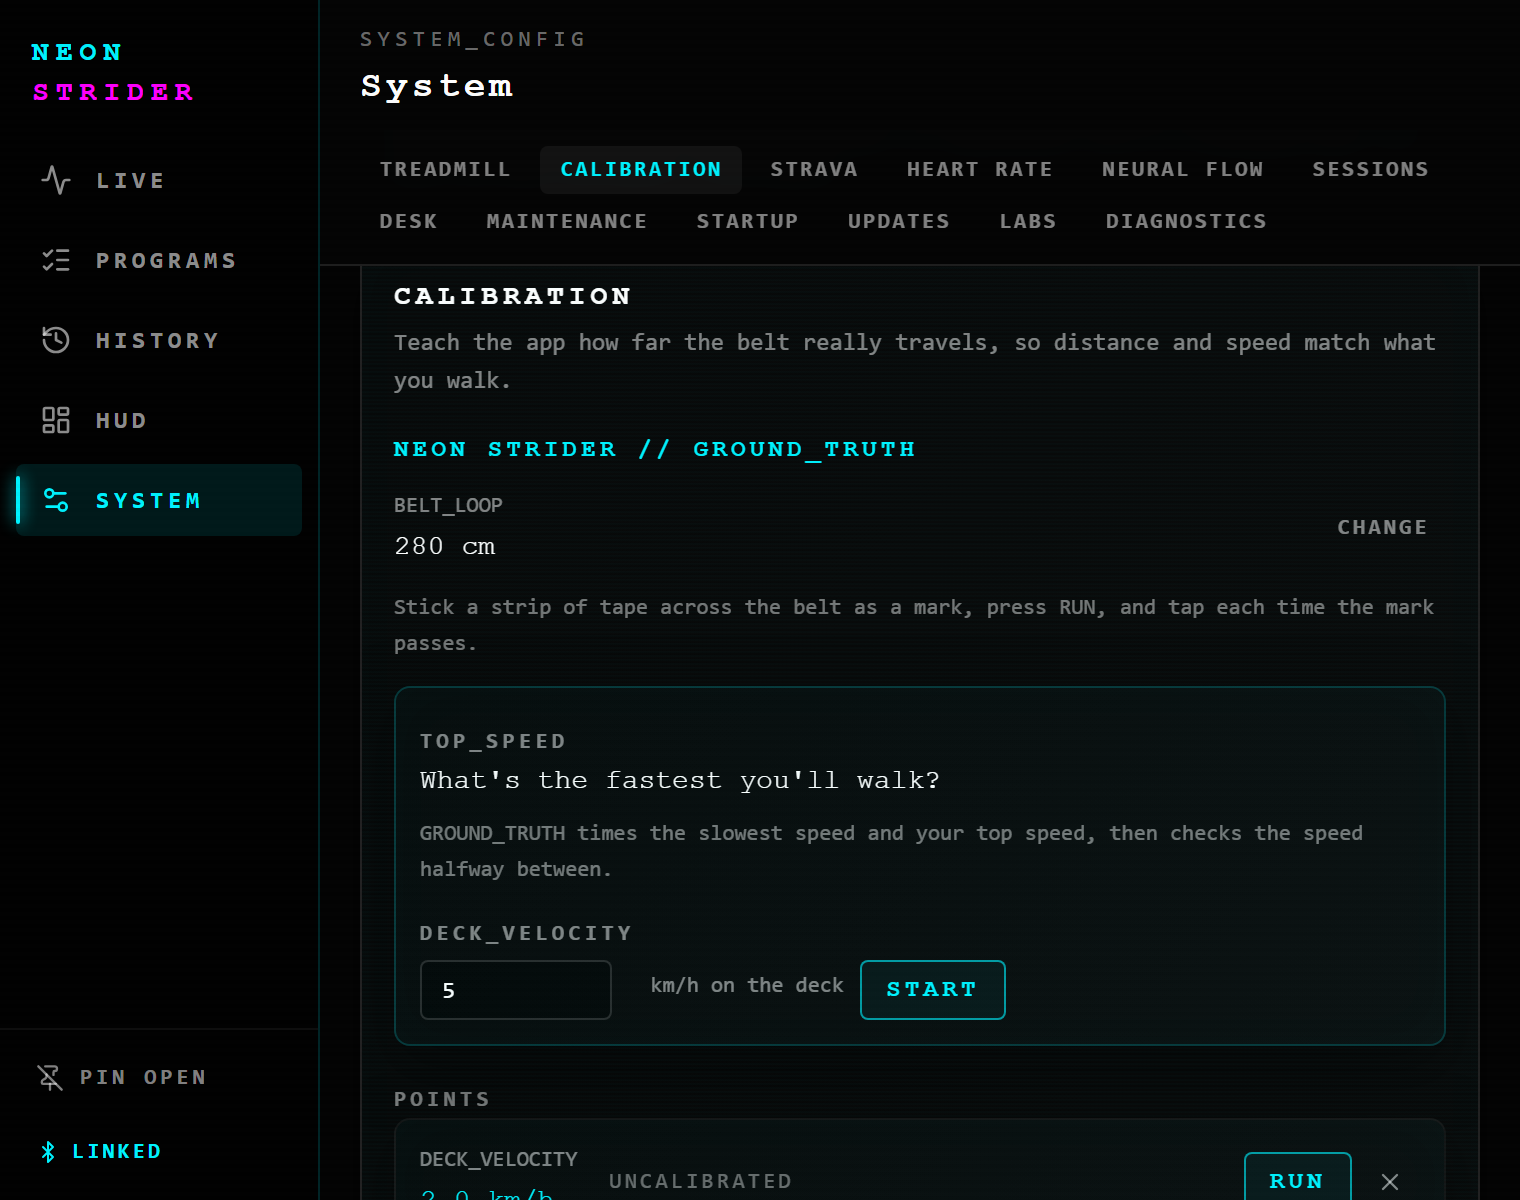 NEON
STRIDER
LIVE
PROGRAMS
HISTORY
HUD
SYSTEM
PIN OPEN
LINKED
SYSTEM_CONFIG
System
TREADMILL CALIBRATION STRAVA HEART RATE NEURAL FLOW SESSIONS
DESK MAINTENANCE STARTUP UPDATES LABS DIAGNOSTICS
CALIBRATION
Teach the app how far the belt really travels, so distance and speed match what
you walk.
NEON STRIDER // GROUND_TRUTH
BELT_LOOP
280 cm
CHANGE
Stick a strip of tape across the belt as a mark, press RUN, and tap each time the mark
passes.
TOP_SPEED
What's the fastest you'll walk?
GROUND_TRUTH times the slowest speed and your top speed, then checks the speed
halfway between.
DECK_VELOCITY
5 km/h on the deck START
POINTS
DECK_VELOCITY
2.0 km/h
UNCALIBRATED
RUN